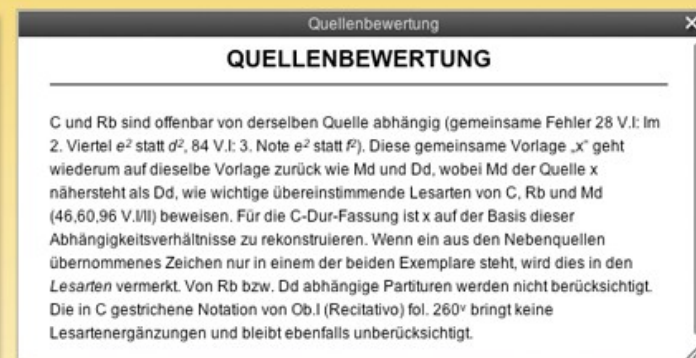 Quellenbewertung
QUELLENBEWERTUNG
C und Rb sind offenbar von derselben Quelle abhängig (gemeinsame Fehler 28 V.I: Im
2. Viertel e² statt d², 84 V.I: 3. Note e² statt f²). Diese gemeinsame Vorlage „x“ geht
wiederum auf dieselbe Vorlage zurück wie Md und Dd, wobei Md der Quelle x
nähersteht als Dd, wie wichtige übereinstimmende Lesarten von C, Rb und Md
(46,60,96 V.I/II) beweisen. Für die C-Dur-Fassung ist x auf der Basis dieser
Abhängigkeitsverhältnisse zu rekonstruieren. Wenn ein aus den Nebenquellen
übernommenes Zeichen nur in einem der beiden Exemplare steht, wird dies in den
Lesarten vermerkt. Von Rb bzw. Dd abhängige Partituren werden nicht berücksichtigt.
Die in C gestrichene Notation von Ob.I (Recitativo) fol. 260ᵛ bringt keine
Lesartenergänzungen und bleibt ebenfalls unberücksichtigt.